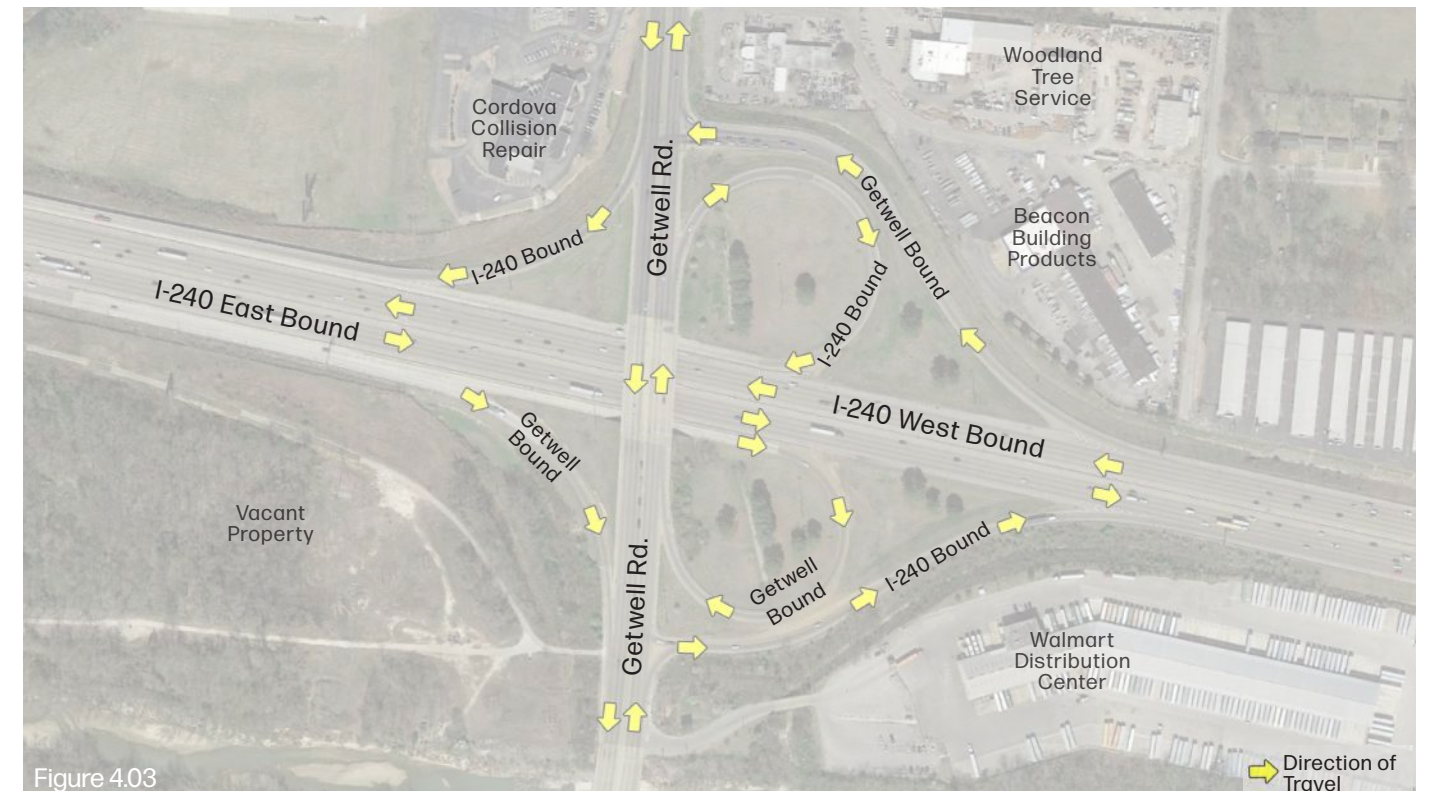 Woodland
Tree
Service
Cordova
Collision
Repair
Getwell Rd.
Getwell Bound
Beacon
Building
Products
I-240 Bound
I-240 Bound
I-240 East Bound
I-240 West Bound
Getwell
Bound
Vacant
Property
I-240 Bound
Getwell Rd.
Getwell
Bound
Walmart
Distribution
Center
Figure 4.03
Direction of
Travel